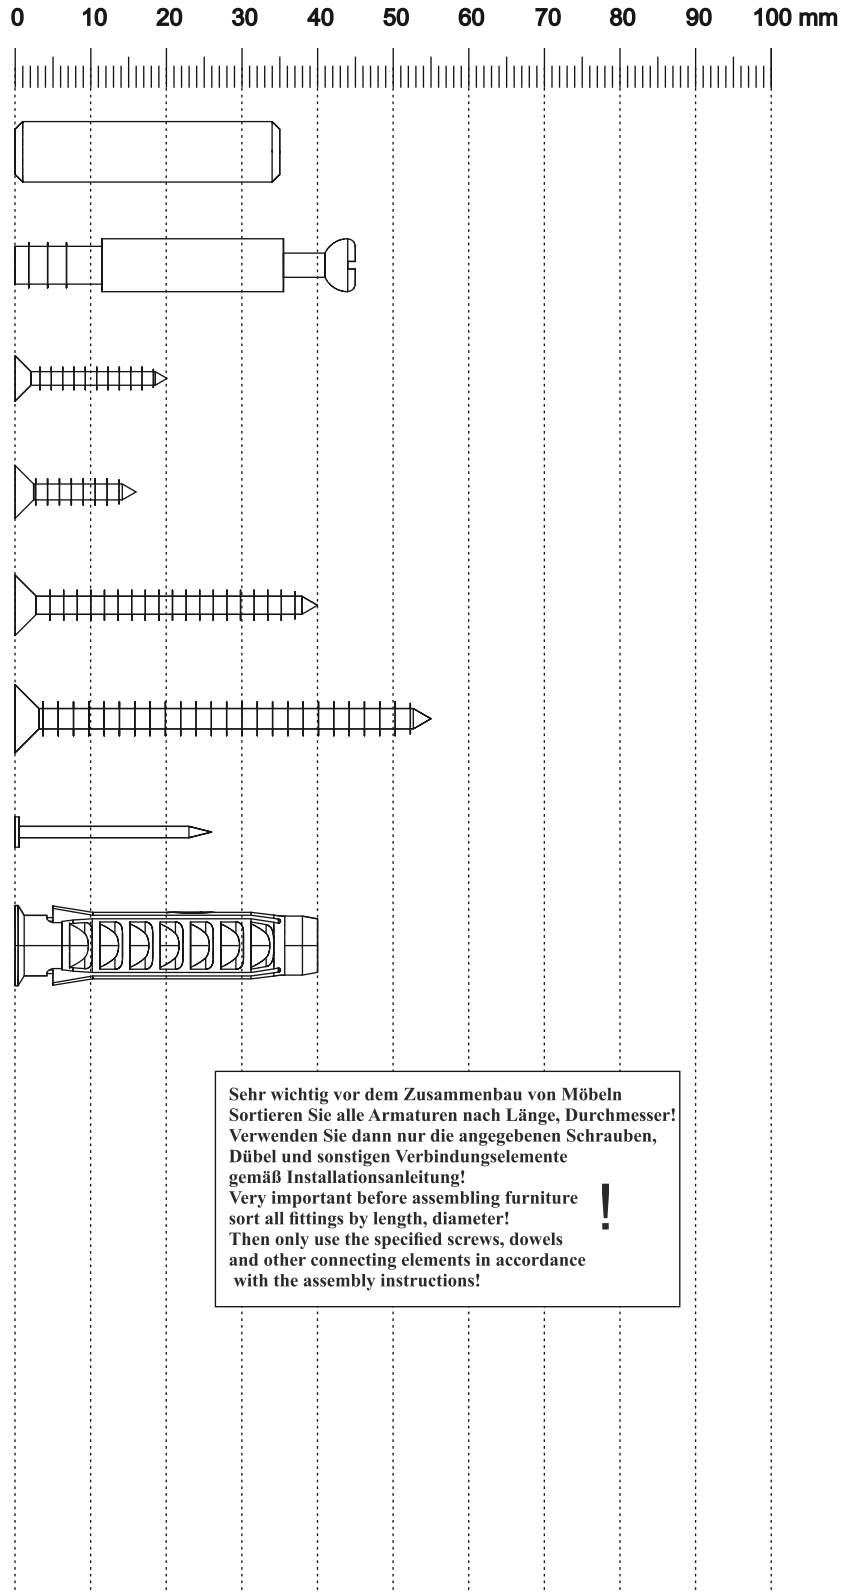 0 10 20 30 40 50 60 70 80 90 100 mm
Sehr wichtig vor dem Zusammenbau von Möbeln
Sortieren Sie alle Armaturen nach Länge, Durchmesser!
Verwenden Sie dann nur die angegebenen Schrauben,
Dübel und sonstigen Verbindungselemente
gemäß Installationsanleitung!
Very important before assembling furniture
sort all fittings by length, diameter!
Then only use the specified screws, dowels
and other connecting elements in accordance
with the assembly instructions!
!